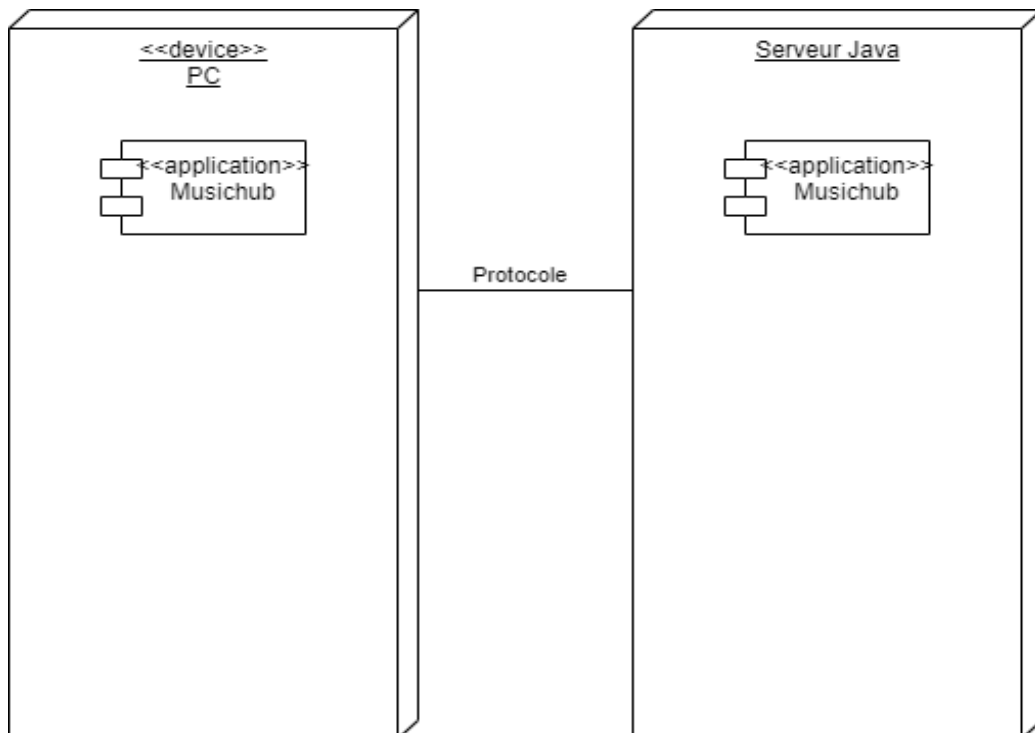 <<device>>
PC
<<application>>
Musichub
Protocole
Serveur Java
<<application>>
Musichub